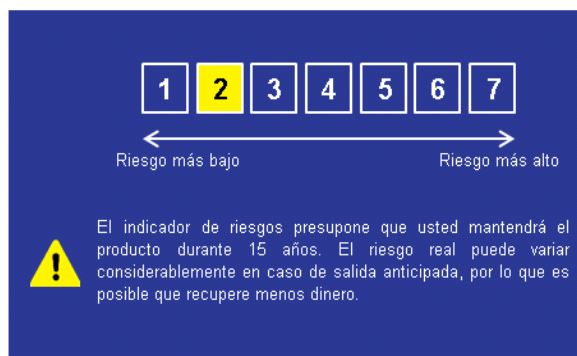 1 2 3 4 5 6 7
Riesgo más bajo Riesgo más alto
El indicador de riesgos presupone que usted mantendrá el
producto durante 15 años. El riesgo real puede variar
considerablemente en caso de salida anticipada, por lo que es
posible que recupere menos dinero.